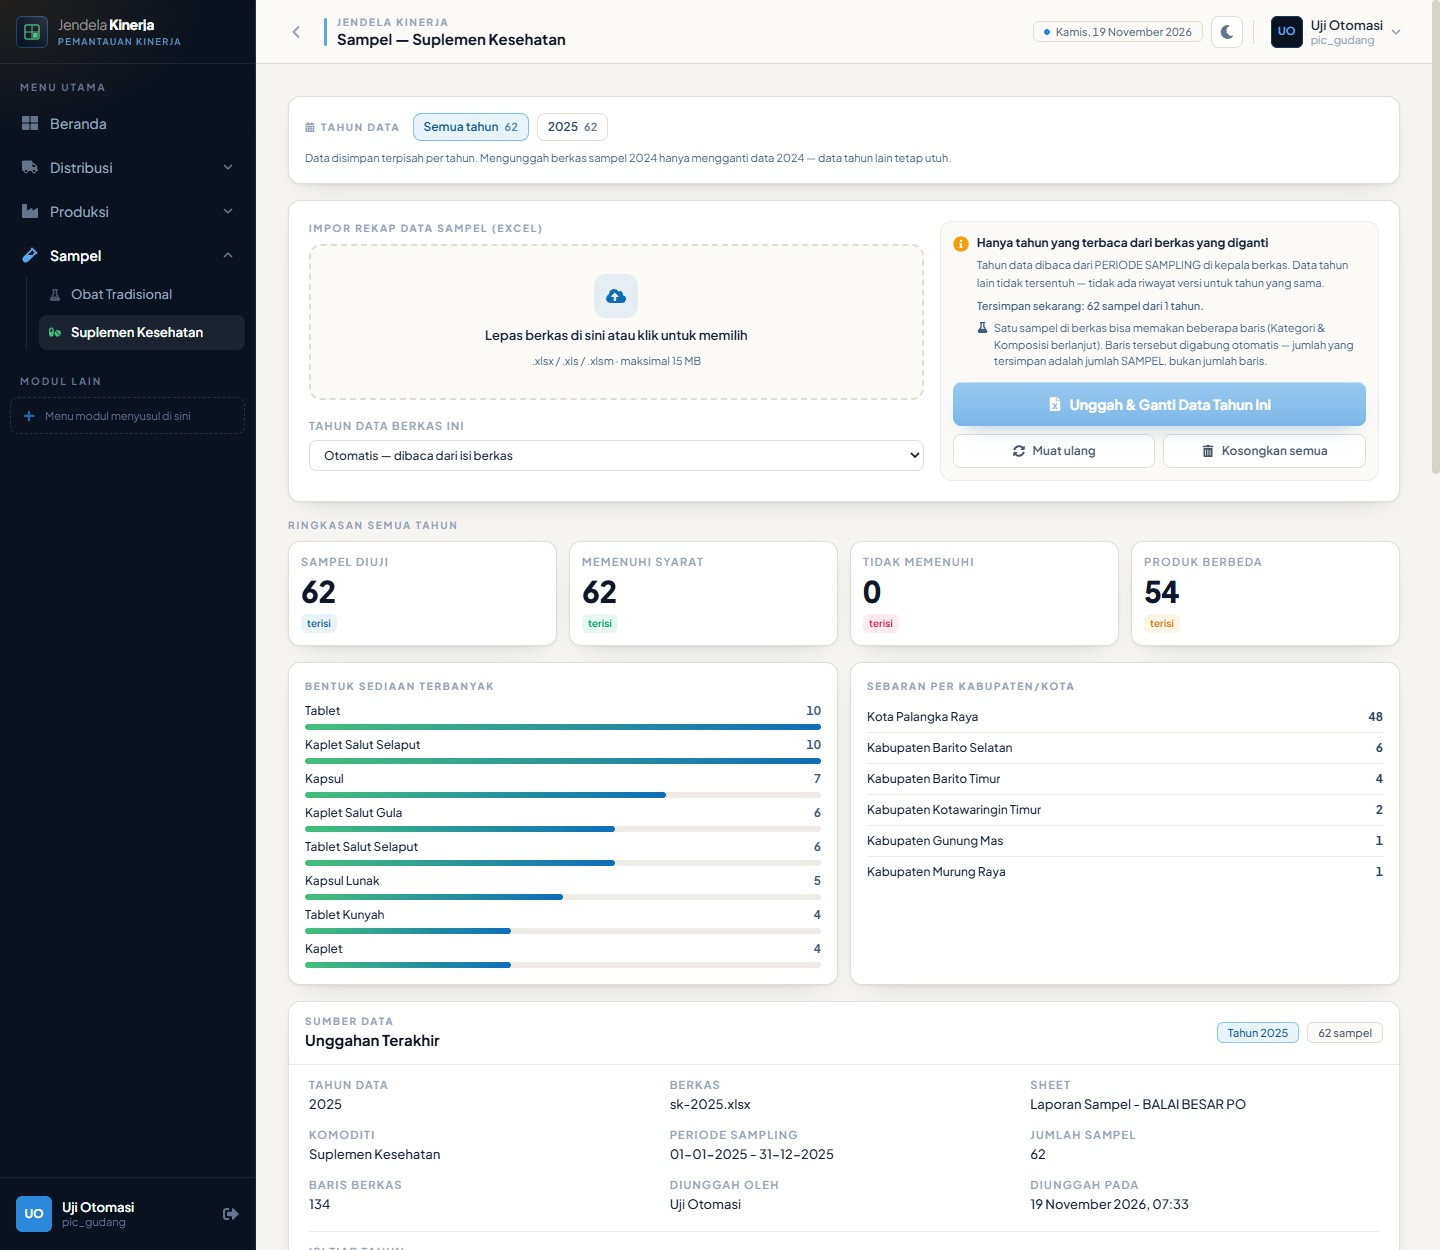 Jendela Kinerja
PEMANTAUAN KINERJA
MENU UTAMA
Beranda
Distribusi
Produksi
Sampel
Obat Tradisional
Suplemen Kesehatan
MODUL LAIN
Menu modul menyusul di sini
UO
Uji Otomasi
pic_gudang
JENDELA KINERJA
Sampel — Suplemen Kesehatan
Kamis, 19 November 2026
UO
Uji Otomasi
pic_gudang
TAHUN DATA
Semua tahun 62
2025 62
Data disimpan terpisah per tahun. Mengunggah berkas sampel 2024 hanya mengganti data 2024 — data tahun lain tetap utuh.
IMPOR REKAP DATA SAMPEL (EXCEL)
Lepas berkas di sini atau klik untuk memilih
.xlsx / .xls / .xlsm · maksimal 15 MB
TAHUN DATA BERKAS INI
Otomatis — dibaca dari isi berkas
Hanya tahun yang terbaca dari berkas yang diganti
Tahun data dibaca dari PERIODE SAMPLING di kepala berkas. Data tahun
lain tidak tersentuh — tidak ada riwayat versi untuk tahun yang sama.
Tersimpan sekarang: 62 sampel dari 1 tahun.
Satu sampel di berkas bisa memakan beberapa baris (Kategori &
Komposisi berlanjut). Baris tersebut digabung otomatis — jumlah yang
tersimpan adalah jumlah SAMPEL, bukan jumlah baris.
Unggah & Ganti Data Tahun Ini
Muat ulang
Kosongkan semua
RINGKASAN SEMUA TAHUN
SAMPEL DIUJI
62
terisi
MEMENUHI SYARAT
62
terisi
TIDAK MEMENUHI
0
terisi
PRODUK BERBEDA
54
terisi
BENTUK SEDIAAN TERBANYAK
Tablet 10
Kaplet Salut Selaput 10
Kapsul 7
Kaplet Salut Gula 6
Tablet Salut Selaput 6
Kapsul Lunak 5
Tablet Kunyah 4
Kaplet 4
SEBARAN PER KABUPATEN/KOTA
Kota Palangka Raya 48
Kabupaten Barito Selatan 6
Kabupaten Barito Timur 4
Kabupaten Kotawaringin Timur 2
Kabupaten Gunung Mas 1
Kabupaten Murung Raya 1
SUMBER DATA
Unggahan Terakhir
Tahun 2025
62 sampel
TAHUN DATA
2025
BERKAS
sk-2025.xlsx
SHEET
Laporan Sampel - BALAI BESAR PO
KOMODITI
Suplemen Kesehatan
PERIODE SAMPLING
01-01-2025 - 31-12-2025
JUMLAH SAMPEL
62
BARIS BERKAS
134
DIUNGGAH OLEH
Uji Otomasi
DIUNGGAH PADA
19 November 2026, 07:33
ISI TIAP TAHUN